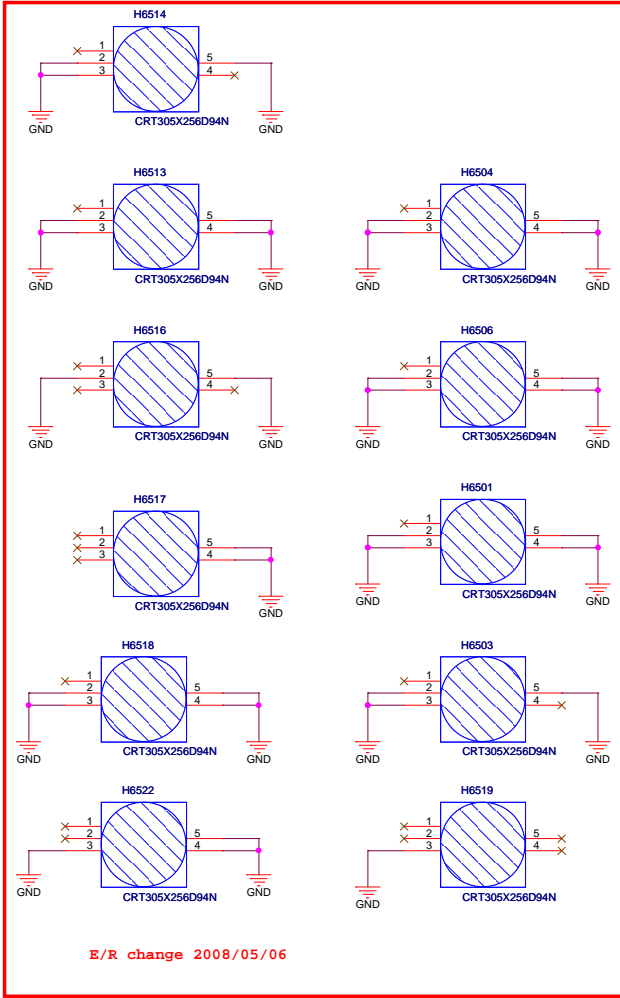 H6514
1
2
3
5
4
CRT305X256D94N
GND
GND
H6513
1
2
3
5
4
CRT305X256D94N
GND
GND
H6504
1
2
3
5
4
CRT305X256D94N
GND
GND
H6516
1
2
3
5
4
CRT305X256D94N
GND
GND
H6506
1
2
3
5
4
CRT305X256D94N
GND
GND
H6517
1
2
3
5
4
CRT305X256D94N
GND
H6501
1
2
3
5
4
CRT305X256D94N
GND
GND
H6518
1
2
3
5
4
CRT305X256D94N
GND
GND
H6503
1
2
3
5
4
CRT305X256D94N
GND
GND
H6522
1
2
3
5
4
CRT305X256D94N
GND
GND
H6519
1
2
3
5
4
CRT305X256D94N
GND
E/R change 2008/05/06